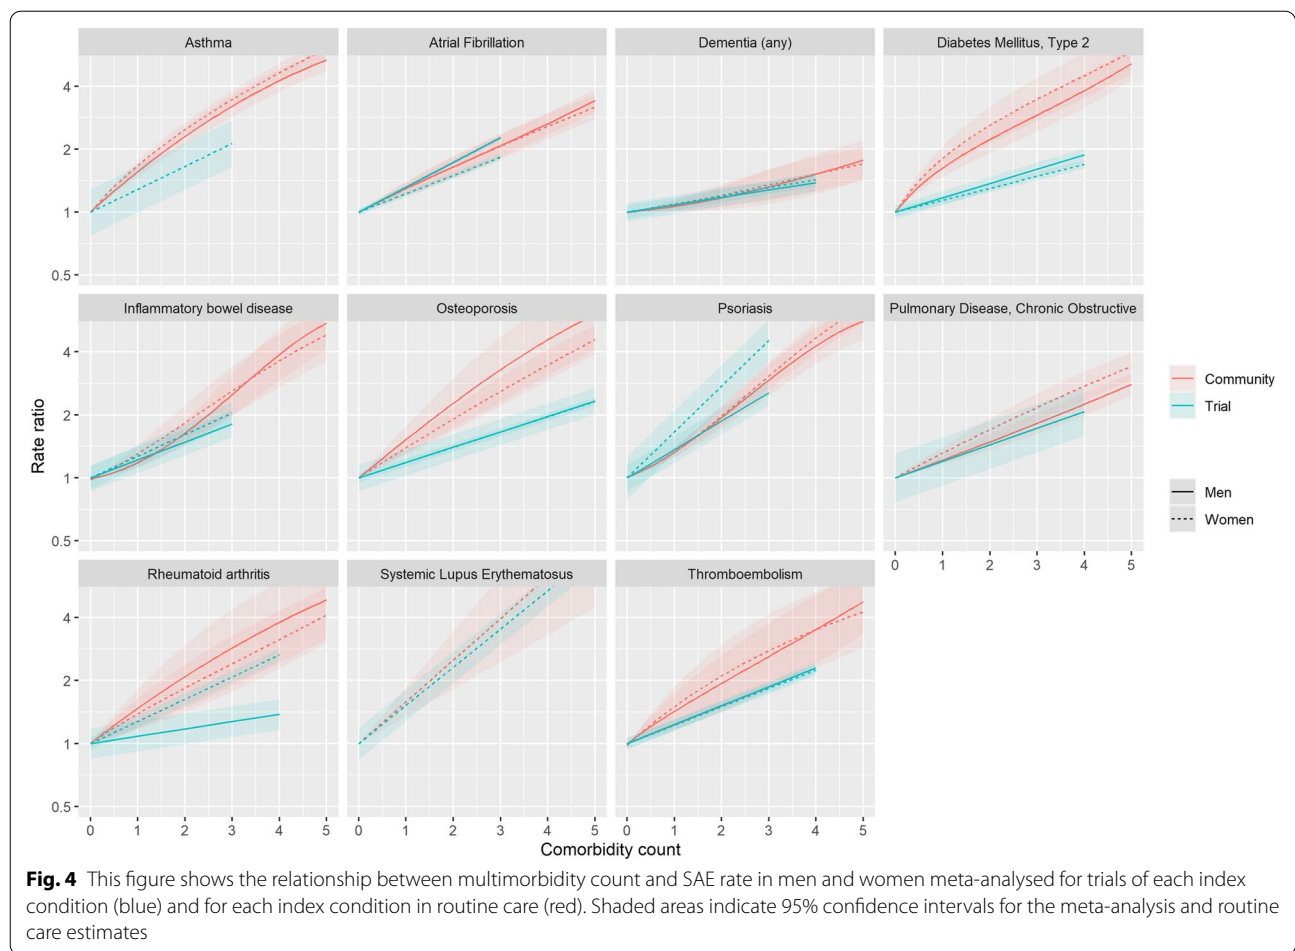 Asthma
Atrial Fibrillation
Dementia (any)
Diabetes Mellitus, Type 2
4
2
1
0.5
Inflammatory bowel disease
Osteoporosis
Psoriasis
Pulmonary Disease, Chronic Obstructive
4
2
1
0.5
Rate ratio
Community
Trial
Men
Women
0 1 2 3 4 5
Rheumatoid arthritis
Systemic Lupus Erythematosus
Thromboembolism
4
2
1
0.5
0 1 2 3 4 5
0 1 2 3 4 5
0 1 2 3 4 5
Comorbidity count
Fig. 4 This figure shows the relationship between multimorbidity count and SAE rate in men and women meta-analysed for trials of each index
condition (blue) and for each index condition in routine care (red). Shaded areas indicate 95% confidence intervals for the meta-analysis and routine
care estimates